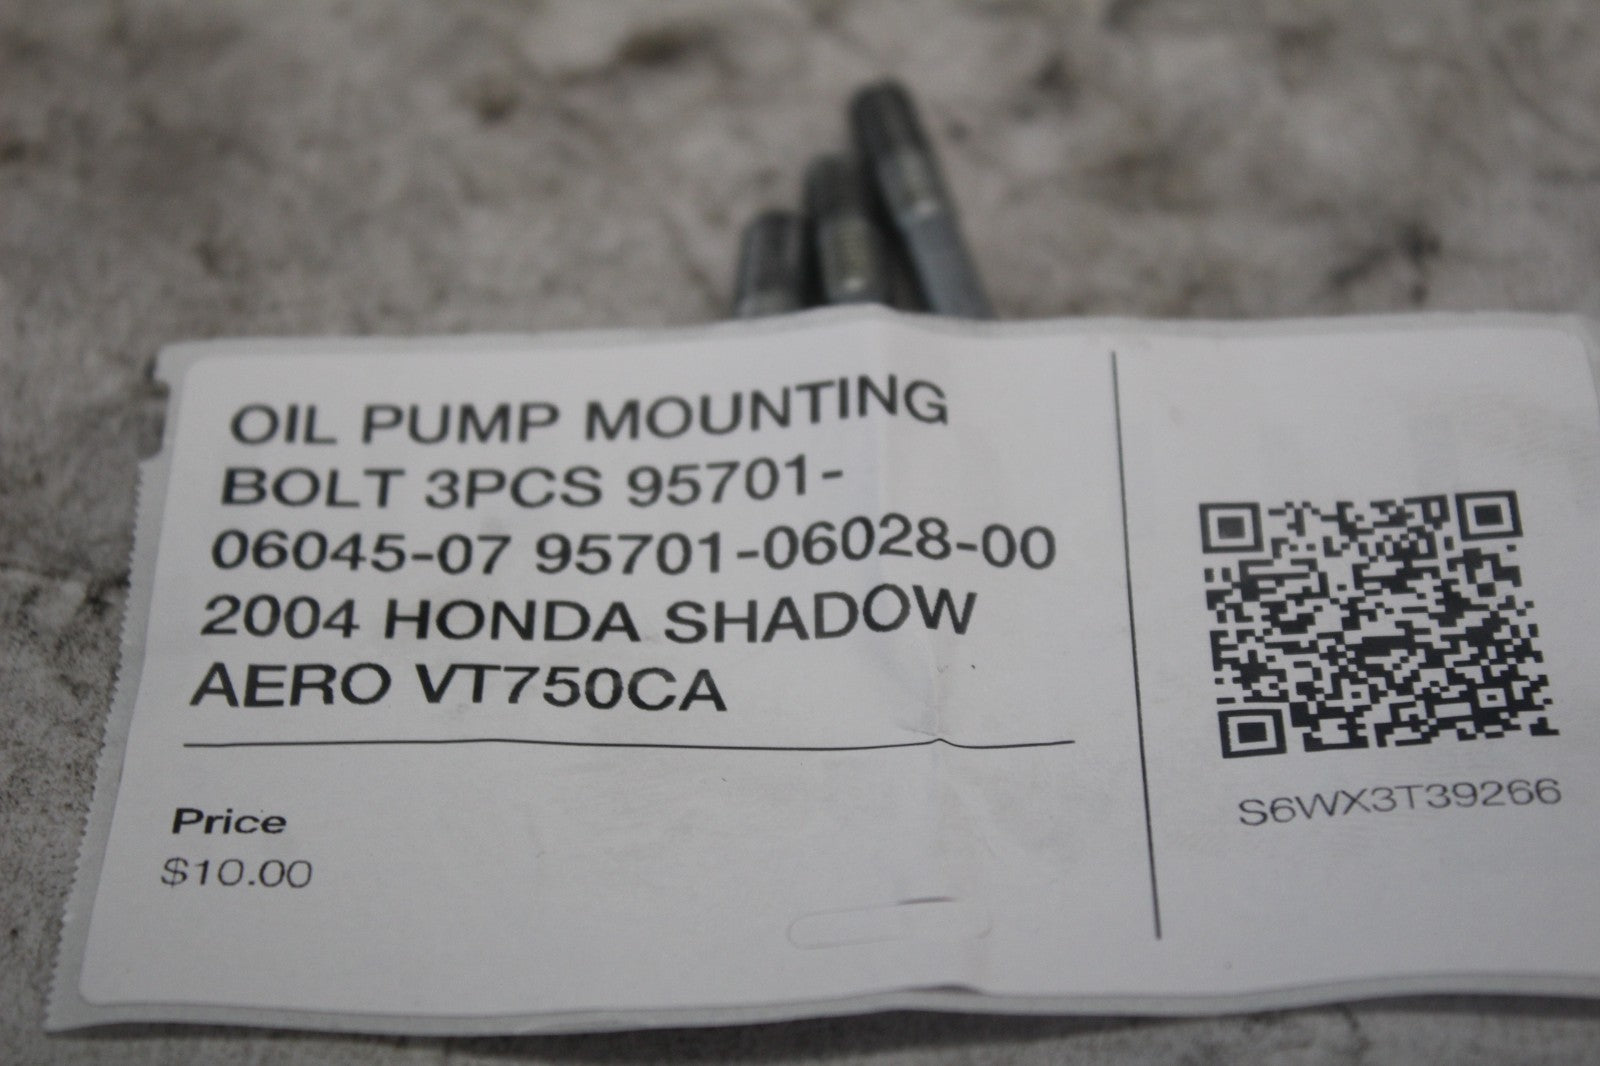 OIL PUMP MOUNTING
BOLT 3PCS 95701-
06045-07 95701-06028-00
2004 HONDA SHADOW
AERO VT750CA
Price
$10.00
S6WX3T39266